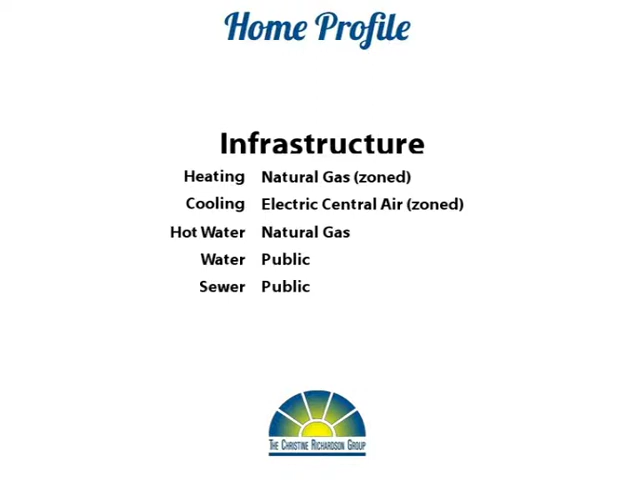 Home Profile
Infrastructure
Heating Natural Gas (zoned)
Cooling Electric Central Air (zoned)
Hot Water Natural Gas
Water Public
Sewer Public
The Christine Richardson Group